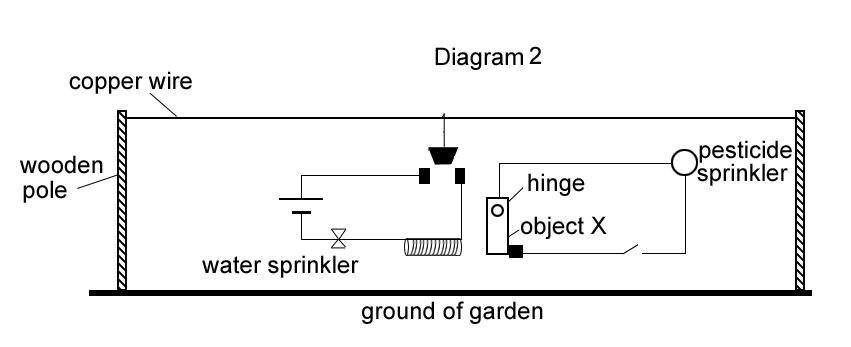 Diagram 2
copper wire
wooden
pole
pesticide
sprinkler
hinge
object X
water sprinkler
ground of garden